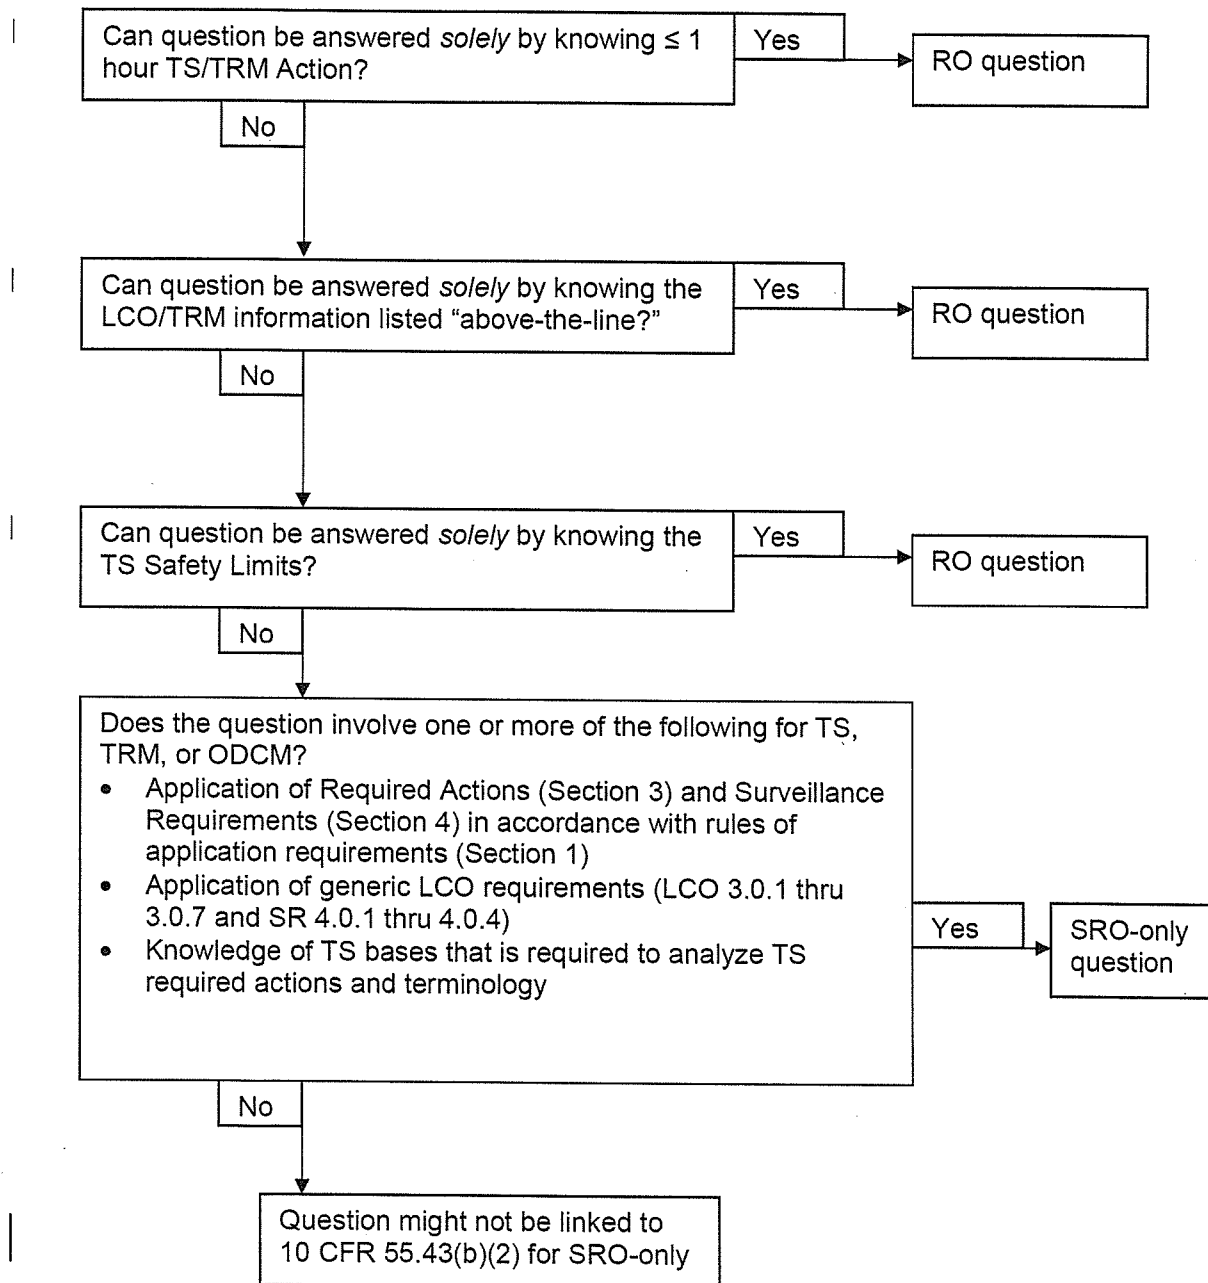 Can question be answered solely by knowing ≤ 1
hour TS/TRM Action?
Yes
RO question
No
Can question be answered solely by knowing the
LCO/TRM information listed “above-the-line?”
Yes
RO question
No
Can question be answered solely by knowing the
TS Safety Limits?
Yes
RO question
No
Does the question involve one or more of the following for TS,
TRM, or ODCM?
• Application of Required Actions (Section 3) and Surveillance
Requirements (Section 4) in accordance with rules of
application requirements (Section 1)
• Application of generic LCO requirements (LCO 3.0.1 thru
3.0.7 and SR 4.0.1 thru 4.0.4)
• Knowledge of TS bases that is required to analyze TS
required actions and terminology
Yes
SRO-only
question
No
Question might not be linked to
10 CFR 55.43(b)(2) for SRO-only